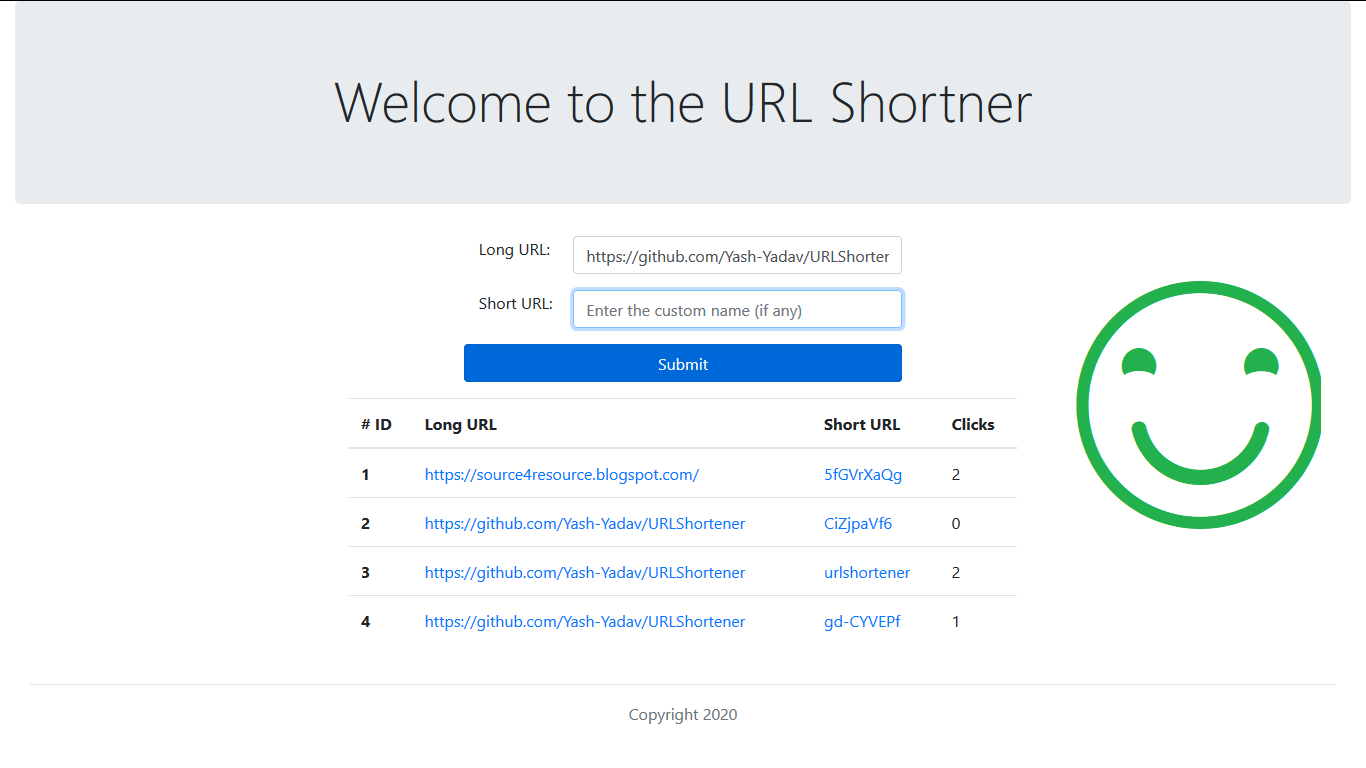 Welcome to the URL Shortner
Long URL: https://github.com/Yash-Yadav/URLShorter
Short URL: Enter the custom name (if any)
Submit
# ID Long URL Short URL Clicks
1 https://source4resource.blogspot.com/ 5fGVrXaQg 2
2 https://github.com/Yash-Yadav/URLShortener CiZjpaVf6 0
3 https://github.com/Yash-Yadav/URLShortener urlshortener 2
4 https://github.com/Yash-Yadav/URLShortener gd-CYVEPf 1
Copyright 2020